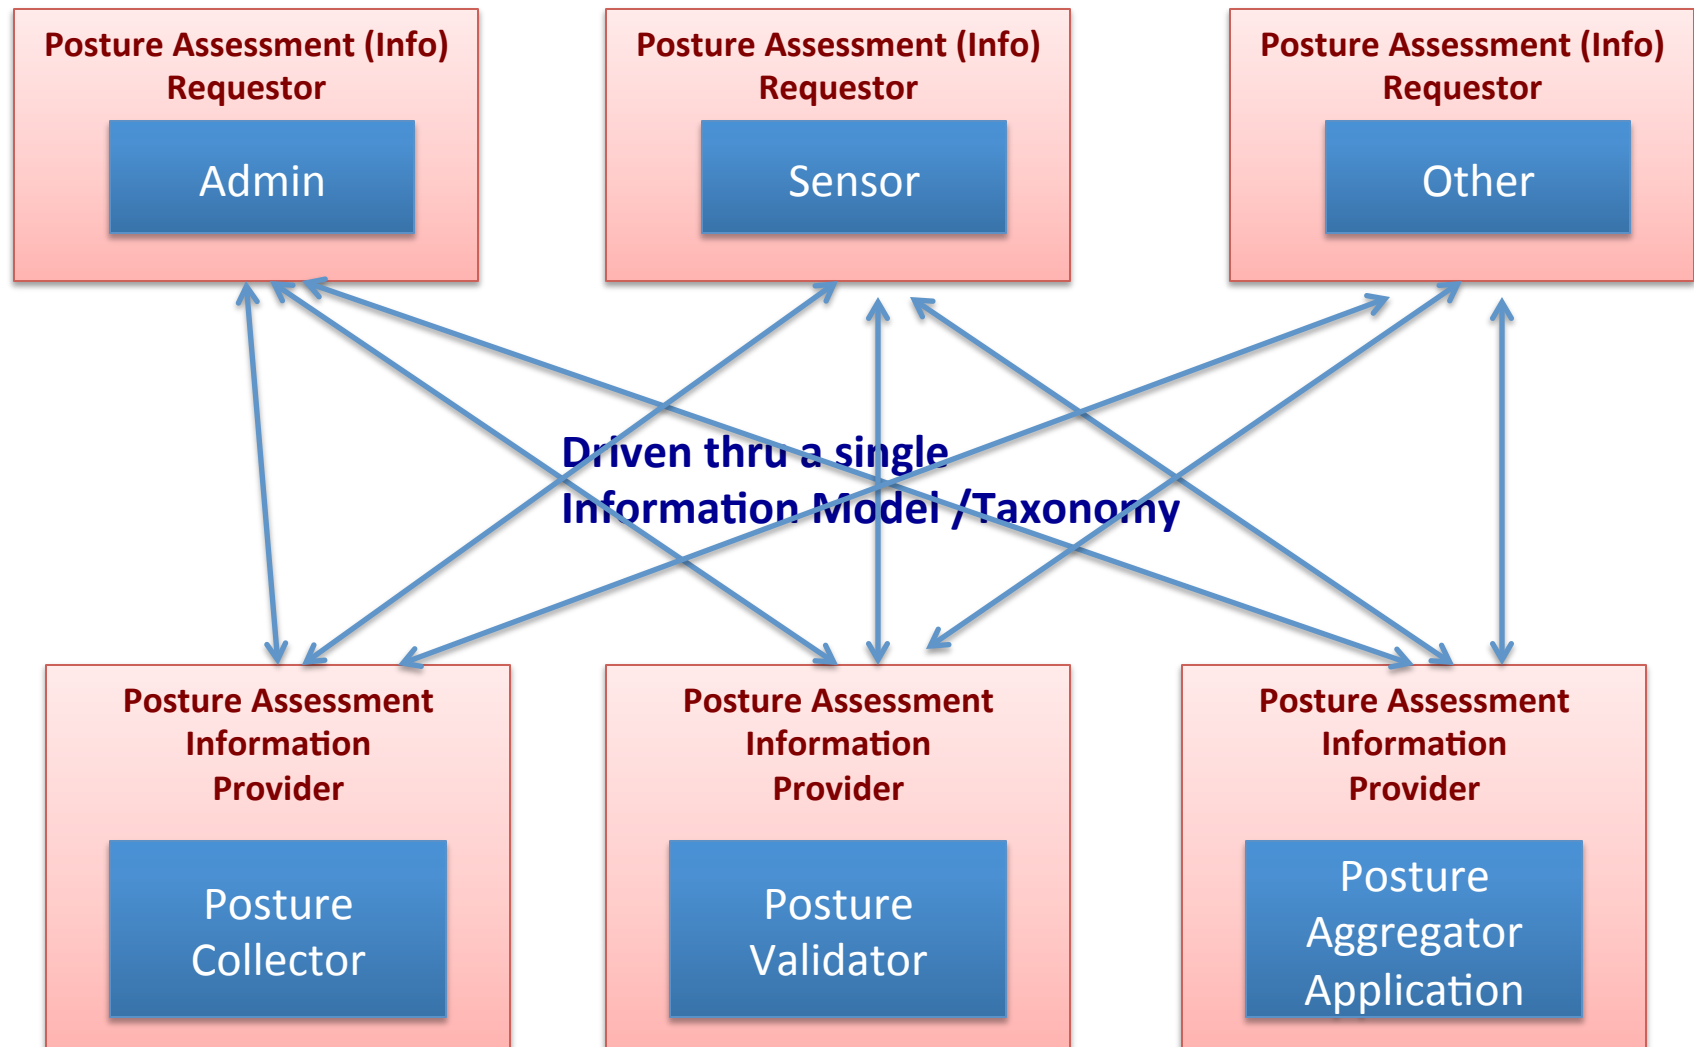 Posture Assessment (Info)
Requestor
Admin
Posture Assessment (Info)
Requestor
Sensor
Posture Assessment (Info)
Requestor
Other
Driven thru a single
Information Model /Taxonomy
Posture Assessment
Information
Provider
Posture
Collector
Posture Assessment
Information
Provider
Posture
Validator
Posture Assessment
Information
Provider
Posture
Aggregator
Application